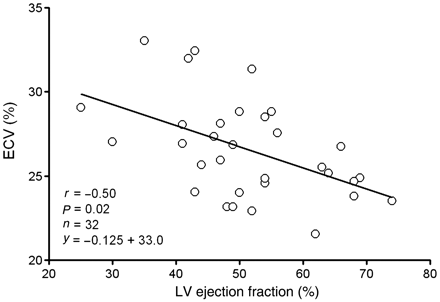 35
30
25
20
ECV (%)
r = −0.50
P = 0.02
n = 32
y = −0.125 + 33.0
20 30 40 50 60 70 80
LV ejection fraction (%)